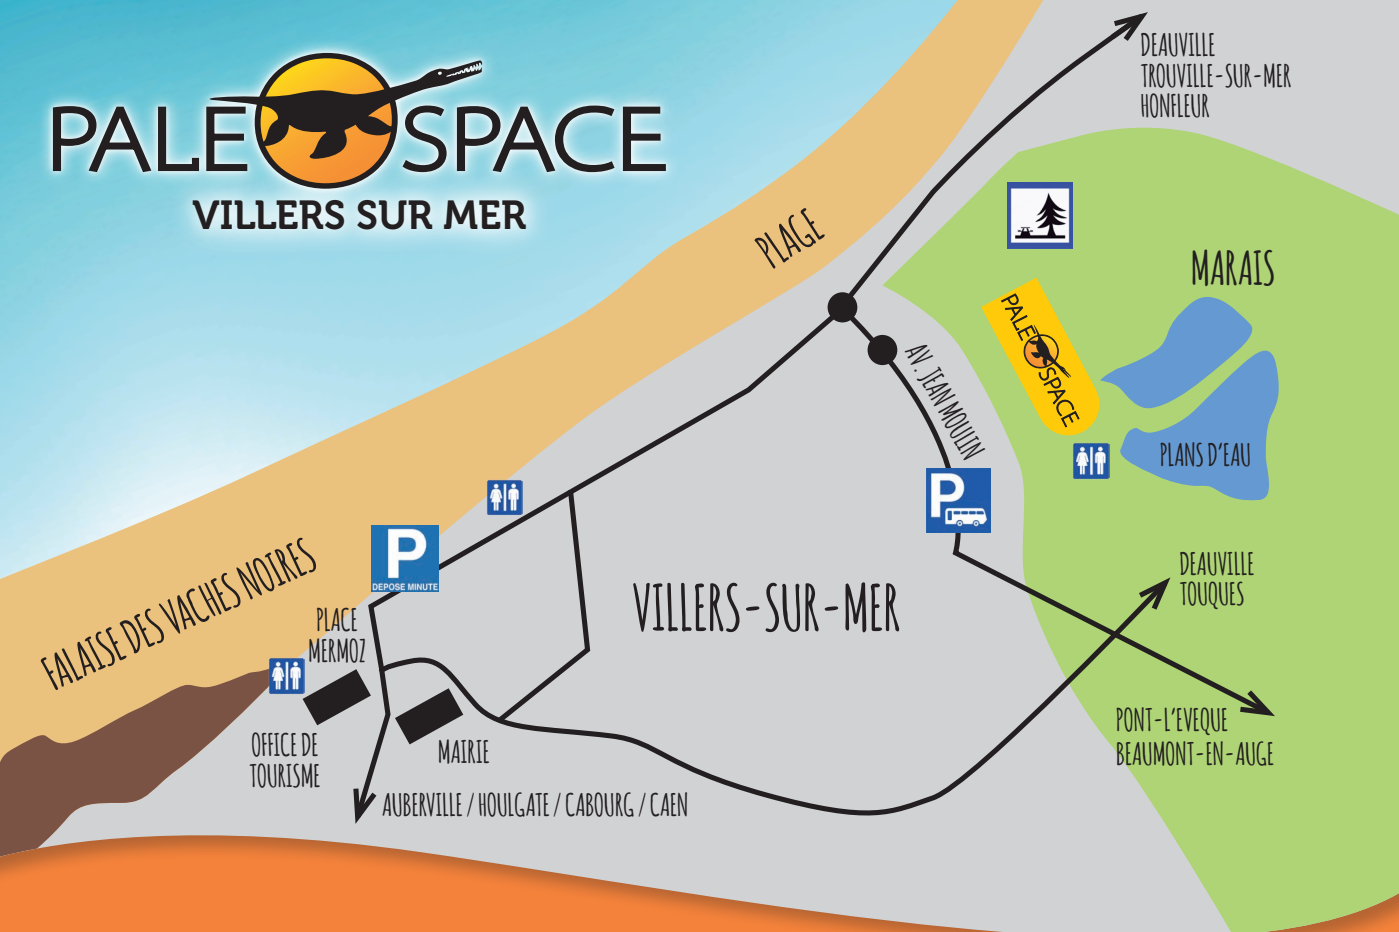 PALEOSPACE
VILLERS SUR MER
DEAUVILLE
TROUVILLE-SUR-MER
HONFLEUR
PLAGE
MARAIS
PALEOSPACE
AV. JEAN MOULIN
PLANS D'EAU
P
P
DEPOSE MINUTE
FALAISE DES VACHES NOIRES
PLACE
MERMOZ
VILLERS-SUR-MER
DEAUVILLE
TOUQUES
OFFICE DE
TOURISME
MAIRIE
PONT-L'EVEQUE
BEAUMONT-EN-AUGE
AUBERVILLE / HOULGATE / CABOURG / CAEN